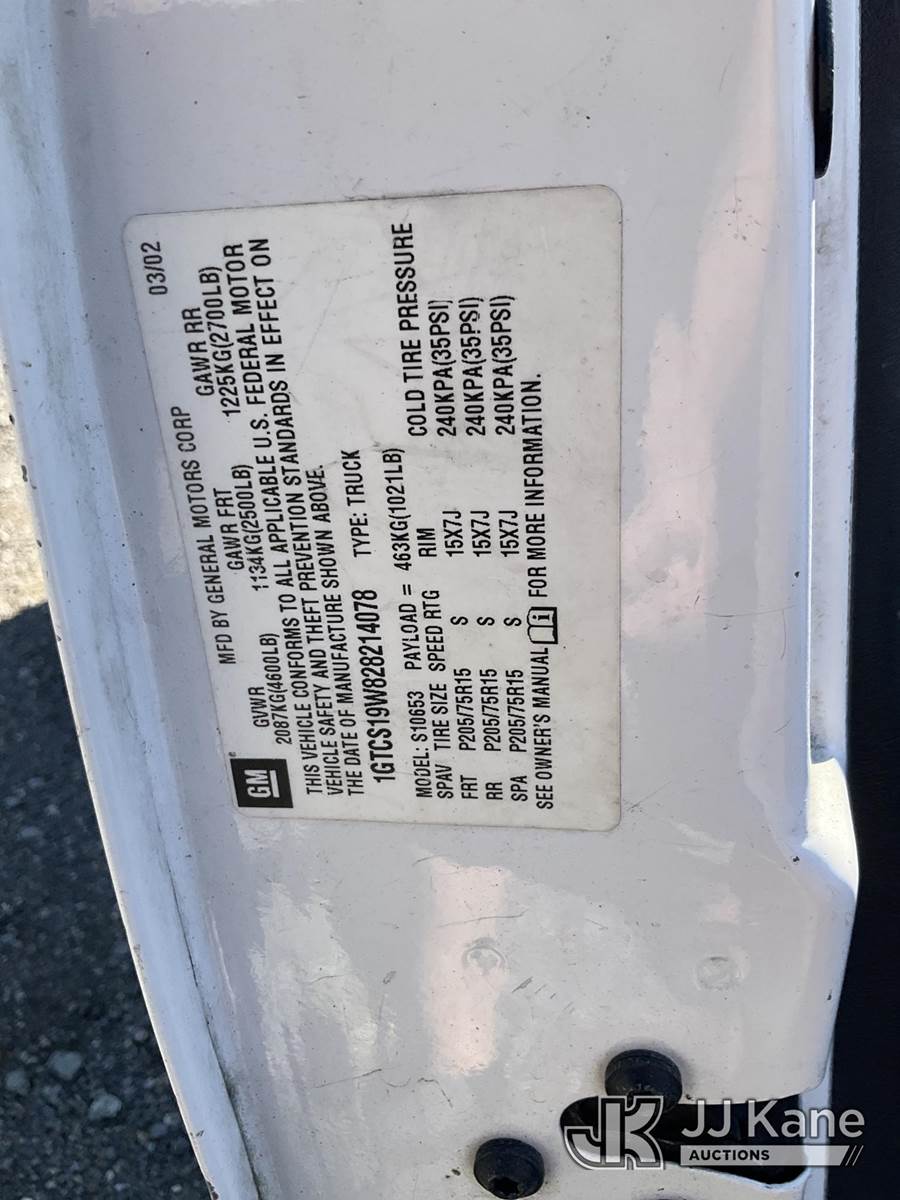 MFD BY GENERAL MOTORS CORP 03/02
GM
GVWR GAWR FRT GAWR RR
2087KG(4600LB) 1134KG(2500LB) 1225KG(2700LB)
THIS VEHICLE CONFORMS TO ALL APPLICABLE U.S. FEDERAL MOTOR
VEHICLE SAFETY AND THEFT PREVENTION STANDARDS IN EFFECT ON
THE DATE OF MANUFACTURE SHOWN ABOVE.
1GTCS19W828214078 TYPE: TRUCK
MODEL: S10653 PAYLOAD = 463KG(1021LB)
SPAV TIRE SIZE SPEED RTG RIM COLD TIRE PRESSURE
FRT P205/75R15 S 15X7J 240KPA(35PSI)
RR P205/75R15 S 15X7J 240KPA(35PSI)
SPA P205/75R15 S 15X7J 240KPA(35PSI)
SEE OWNER'S MANUAL i FOR MORE INFORMATION.
JK JJ Kane
AUCTIONS